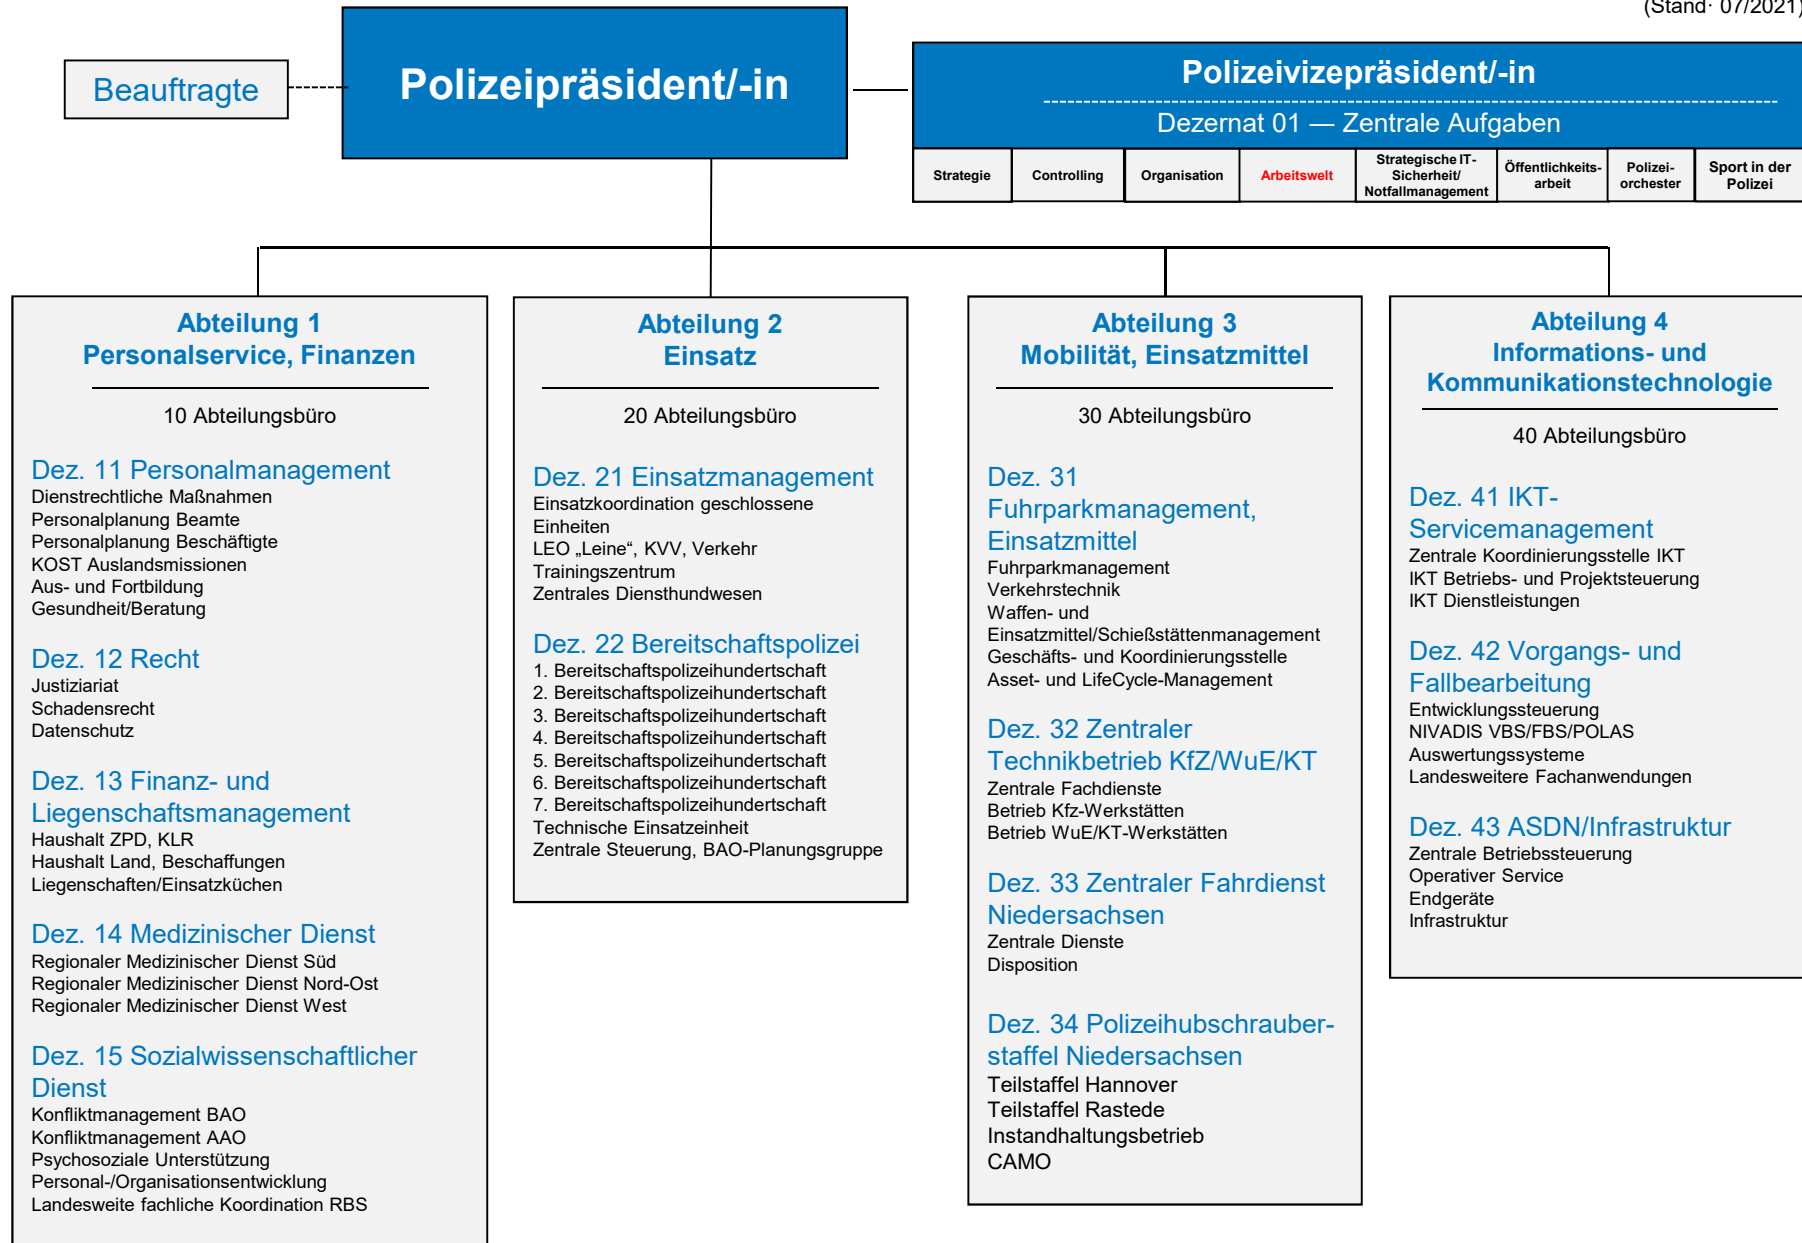 (Stand: 07/2021)
Beauftragte
Polizeipräsident/-in
Polizeivizepräsident/-in
Dezernat 01 — Zentrale Aufgaben
Strategie
Controlling
Organisation
Arbeitswelt
Strategische IT-
Sicherheit/
Notfallmanagement
Öffentlichkeits-
arbeit
Polizei-
orchester
Sport in der
Polizei
Abteilung 1
Personalservice, Finanzen
10 Abteilungsbüro
Dez. 11 Personalmanagement
Dienstrechtliche Maßnahmen
Personalplanung Beamte
Personalplanung Beschäftigte
KOST Auslandsmissionen
Aus- und Fortbildung
Gesundheit/Beratung
Dez. 12 Recht
Justiziariat
Schadensrecht
Datenschutz
Dez. 13 Finanz- und
Liegenschaftsmanagement
Haushalt ZPD, KLR
Haushalt Land, Beschaffungen
Liegenschaften/Einsatzküchen
Dez. 14 Medizinischer Dienst
Regionaler Medizinischer Dienst Süd
Regionaler Medizinischer Dienst Nord-Ost
Regionaler Medizinischer Dienst West
Dez. 15 Sozialwissenschaftlicher
Dienst
Konfliktmanagement BAO
Konfliktmanagement AAO
Psychosoziale Unterstützung
Personal-/Organisationsentwicklung
Landesweite fachliche Koordination RBS
Abteilung 2
Einsatz
20 Abteilungsbüro
Dez. 21 Einsatzmanagement
Einsatzkoordination geschlossene
Einheiten
LEO „Leine“, KVV, Verkehr
Trainingszentrum
Zentrales Diensthundwesen
Dez. 22 Bereitschaftspolizei
1. Bereitschaftspolizeihundertschaft
2. Bereitschaftspolizeihundertschaft
3. Bereitschaftspolizeihundertschaft
4. Bereitschaftspolizeihundertschaft
5. Bereitschaftspolizeihundertschaft
6. Bereitschaftspolizeihundertschaft
7. Bereitschaftspolizeihundertschaft
Technische Einsatzeinheit
Zentrale Steuerung, BAO-Planungsgruppe
Abteilung 3
Mobilität, Einsatzmittel
30 Abteilungsbüro
Dez. 31
Fuhrparkmanagement,
Einsatzmittel
Fuhrparkmanagement
Verkehrstechnik
Waffen- und
Einsatzmittel/Schießstättenmanagement
Geschäfts- und Koordinierungsstelle
Asset- und LifeCycle-Management
Dez. 32 Zentraler
Technikbetrieb KfZ/WuE/KT
Zentrale Fachdienste
Betrieb Kfz-Werkstätten
Betrieb WuE/KT-Werkstätten
Dez. 33 Zentraler Fahrdienst
Niedersachsen
Zentrale Dienste
Disposition
Dez. 34 Polizeihubschrauber-
staffel Niedersachsen
Teilstaffel Hannover
Teilstaffel Rastede
Instandhaltungsbetrieb
CAMO
Abteilung 4
Informations- und
Kommunikationstechnologie
40 Abteilungsbüro
Dez. 41 IKT-
Servicemanagement
Zentrale Koordinierungsstelle IKT
IKT Betriebs- und Projektsteuerung
IKT Dienstleistungen
Dez. 42 Vorgangs- und
Fallbearbeitung
Entwicklungssteuerung
NIVADIS VBS/FBS/POLAS
Auswertungssysteme
Landesweitere Fachanwendungen
Dez. 43 ASDN/Infrastruktur
Zentrale Betriebssteuerung
Operativer Service
Endgeräte
Infrastruktur